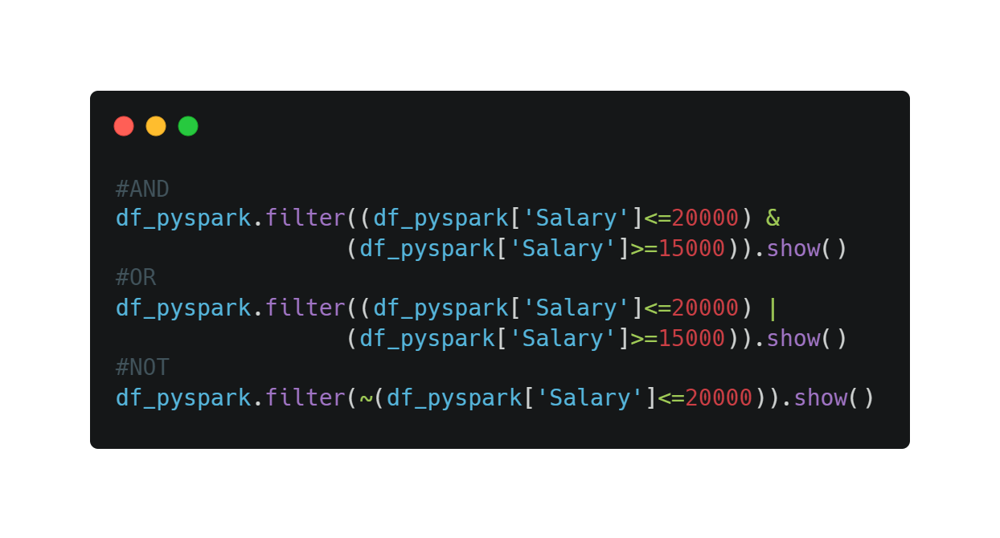 #AND
df_pyspark.filter((df_pyspark['Salary']<=20000) &
                 (df_pyspark['Salary']>=15000)).show()
#OR
df_pyspark.filter((df_pyspark['Salary']<=20000) |
                 (df_pyspark['Salary']>=15000)).show()
#NOT
df_pyspark.filter(~(df_pyspark['Salary']<=20000)).show()